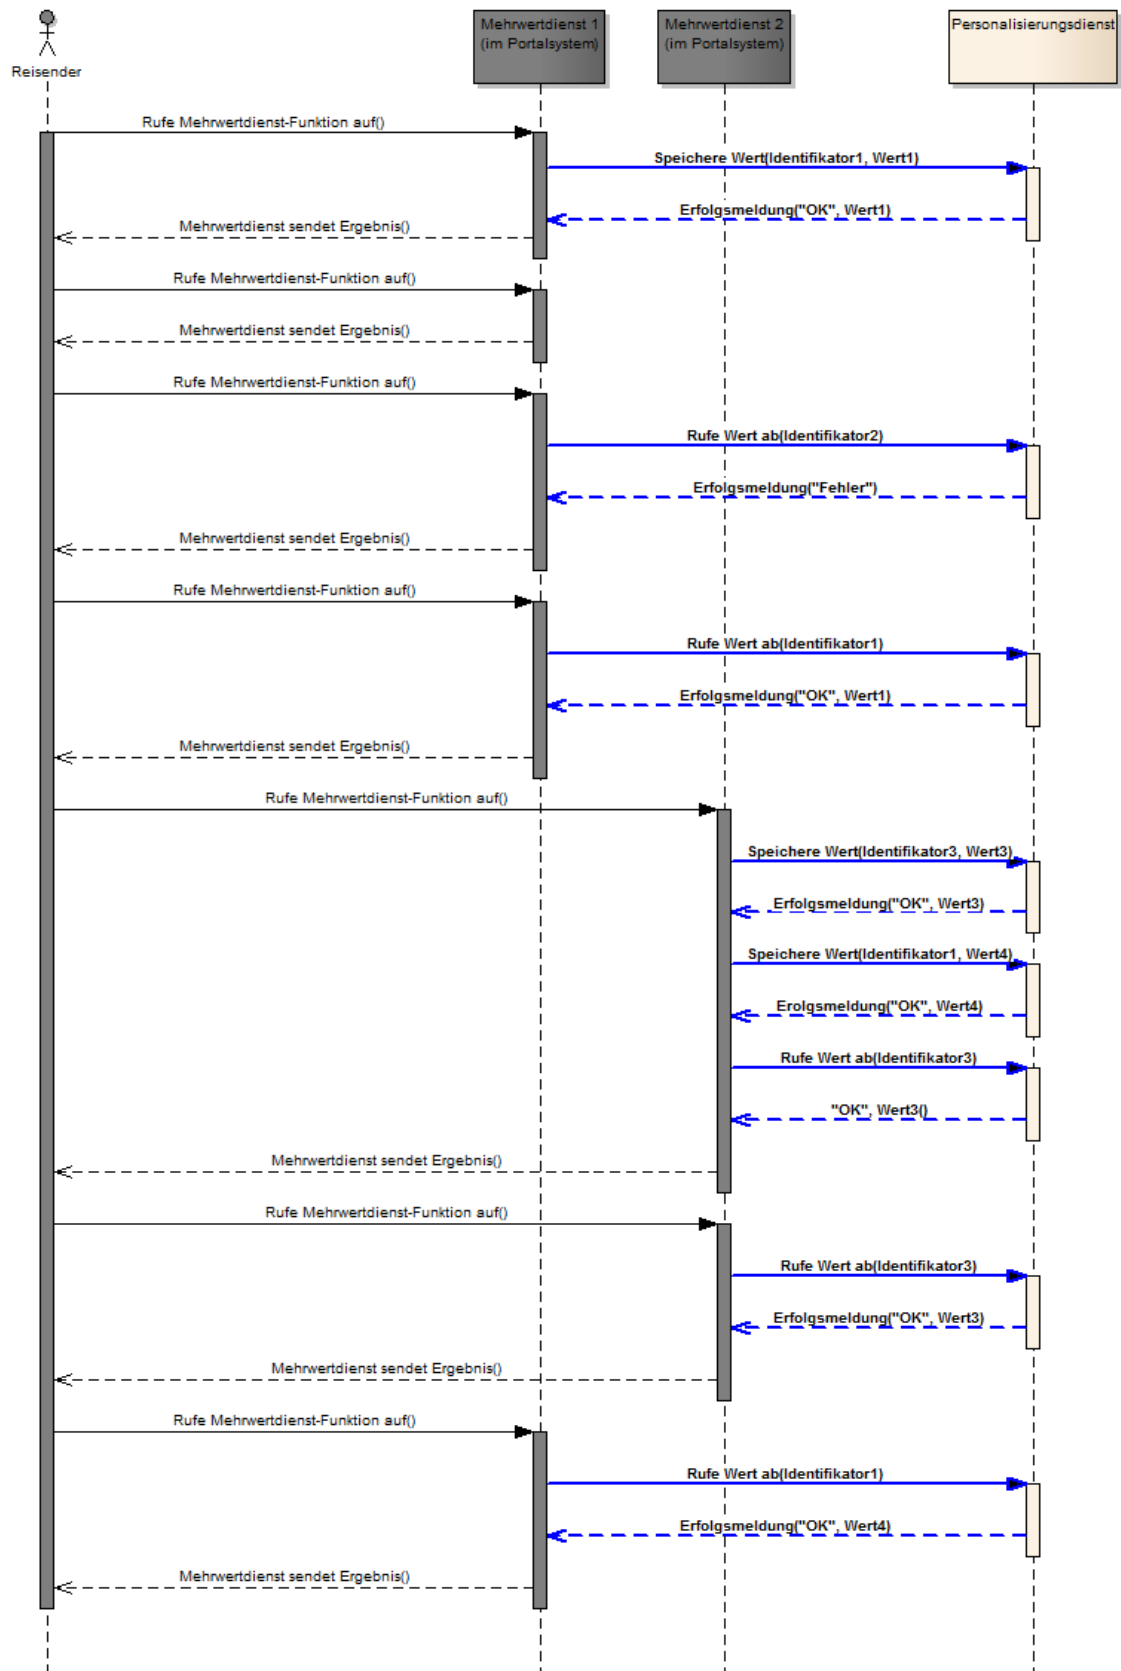 Reisender
Mehrwertdienst 1
(im Portalsystem)
Mehrwertdienst 2
(im Portalsystem)
Personalisierungsdienst
Rufe Mehrwertdienst-Funktion auf()
Speichere Wert(Identifikator1, Wert1)
Erfolgsmeldung("OK", Wert1)
Mehrwertdienst sendet Ergebnis()
Rufe Mehrwertdienst-Funktion auf()
Mehrwertdienst sendet Ergebnis()
Rufe Mehrwertdienst-Funktion auf()
Rufe Wert ab(Identifikator2)
Erfolgsmeldung("Fehler")
Mehrwertdienst sendet Ergebnis()
Rufe Mehrwertdienst-Funktion auf()
Rufe Wert ab(Identifikator1)
Erfolgsmeldung("OK", Wert1)
Mehrwertdienst sendet Ergebnis()
Rufe Mehrwertdienst-Funktion auf()
Speichere Wert(Identifikator3, Wert3)
Erfolgsmeldung("OK", Wert3)
Speichere Wert(Identifikator1, Wert4)
Erolgsmeldung("OK", Wert4)
Rufe Wert ab(Identifikator3)
"OK", Wert3()
Mehrwertdienst sendet Ergebnis()
Rufe Mehrwertdienst-Funktion auf()
Rufe Wert ab(Identifikator3)
Erfolgsmeldung("OK", Wert3)
Mehrwertdienst sendet Ergebnis()
Rufe Mehrwertdienst-Funktion auf()
Rufe Wert ab(Identifikator1)
Erfolgsmeldung("OK", Wert4)
Mehrwertdienst sendet Ergebnis()